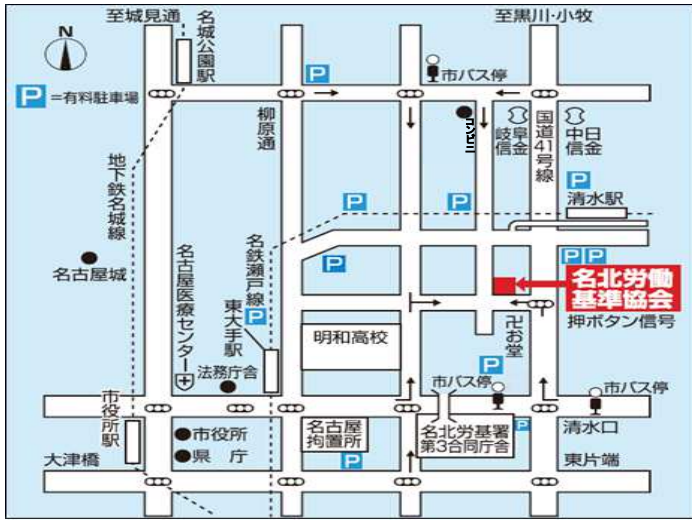 至城見通
至黒川・小牧
N
名城公園駅
P
市バス停
P=有料駐車場
柳原通
コンビニ
岐阜
信金
国道41号線
中日
信金
地下鉄名城線
P
清水駅
P
P
名古屋城
名古屋医療センター
名鉄瀬戸線
東大手駅
P
P
P P
名北労働
基準協会
押ボタン信号
明和高校
卍お堂
法務庁舎
P
市バス停
市バス停
市役所駅
市役所
県庁
名古屋
拘置所
名北労基署
第3合同庁舎
P
清水口
大津橋
P
東片端